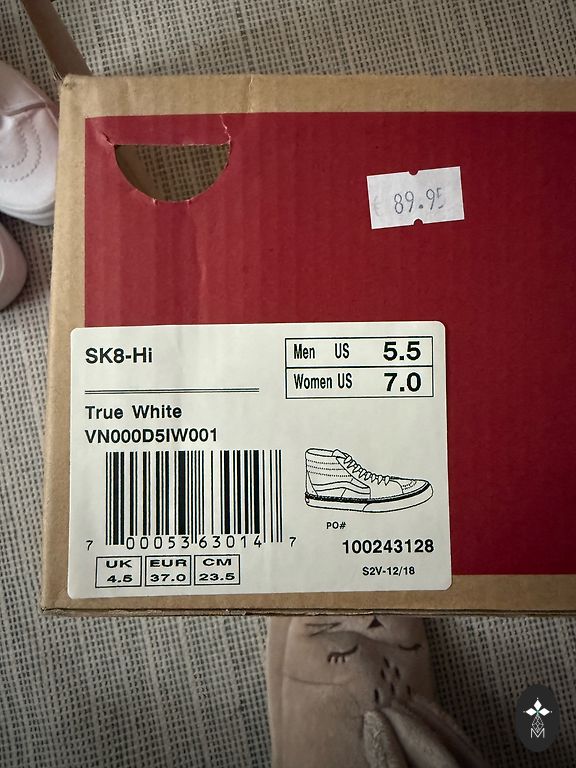 89.95
SK8-Hi
Men US 5.5
Women US 7.0
True White
VN000D5IW001
7 00053 63014 7
PO#
100243128
UK EUR CM
4.5 37.0 23.5
S2V-12/18
M